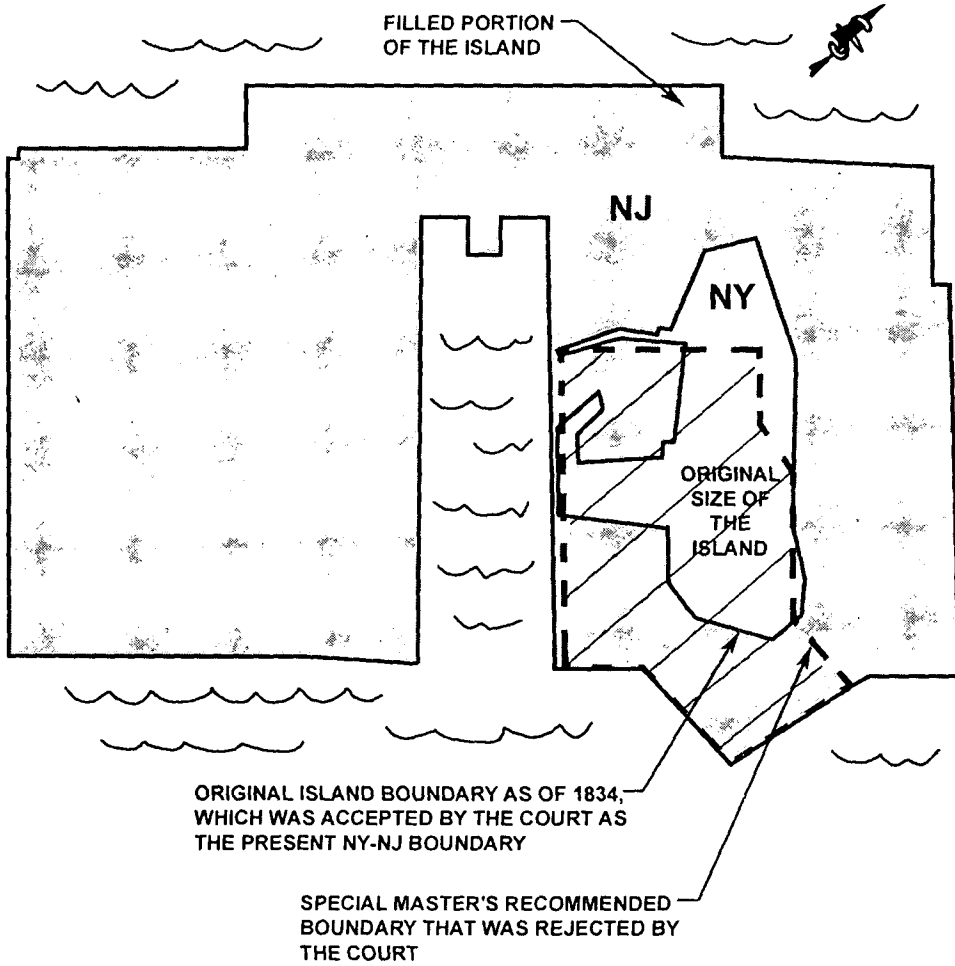 FILLED PORTION
OF THE ISLAND
NJ
NY
ORIGINAL
SIZE OF
THE
ISLAND
ORIGINAL ISLAND BOUNDARY AS OF 1834,
WHICH WAS ACCEPTED BY THE COURT AS
THE PRESENT NY-NJ BOUNDARY
SPECIAL MASTER'S RECOMMENDED
BOUNDARY THAT WAS REJECTED BY
THE COURT